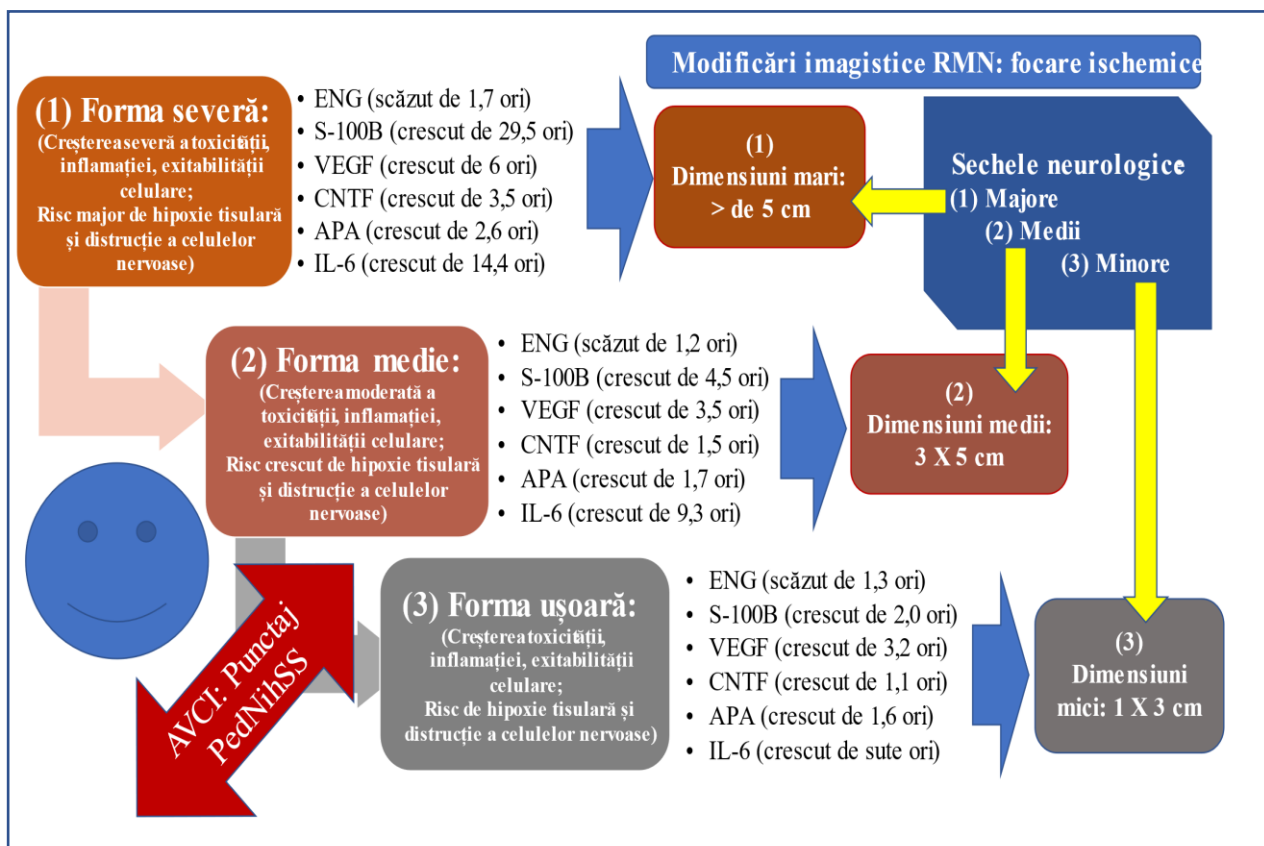 Modificări imagistice RMN: focare ischemice
(1) Forma severă:
(Creșterea severă a toxicității,
inflamației, exitabilității
celulare;
Risc major de hipoxie tisulară
și distrucție a celulelor
nervoase)
• ENG (scăzut de 1,7 ori)
• S-100B (crescut de 29,5 ori)
• VEGF (crescut de 6 ori)
• CNTF (crescut de 3,5 ori)
• APA (crescut de 2,6 ori)
• IL-6 (crescut de 14,4 ori)
(1)
Dimensiuni mari:
> de 5 cm
Sechele neurologice
(1) Majore
(2) Medii
(3) Minore
(2) Forma medie:
(Creșterea moderată a
toxicității, inflamației,
exitabilității celulare;
Risc crescut de hipoxie tisulară
și distrucție a celulelor
nervoase)
• ENG (scăzut de 1,2 ori)
• S-100B (crescut de 4,5 ori)
• VEGF (crescut de 3,5 ori)
• CNTF (crescut de 1,5 ori)
• APA (crescut de 1,7 ori)
• IL-6 (crescut de 9,3 ori)
(2)
Dimensiuni medii:
3 X 5 cm
AVCI: Punctaj
PedNihSS
(3) Forma ușoară:
(Creșterea toxicității,
inflamației, exitabilității
celulare;
Risc de hipoxie tisulară și
distrucție a celulelor nervoase)
• ENG (scăzut de 1,3 ori)
• S-100B (crescut de 2,0 ori)
• VEGF (crescut de 3,2 ori)
• CNTF (crescut de 1,1 ori)
• APA (crescut de 1,6 ori)
• IL-6 (crescut de sute ori)
(3)
Dimensiuni
mici: 1 X 3 cm